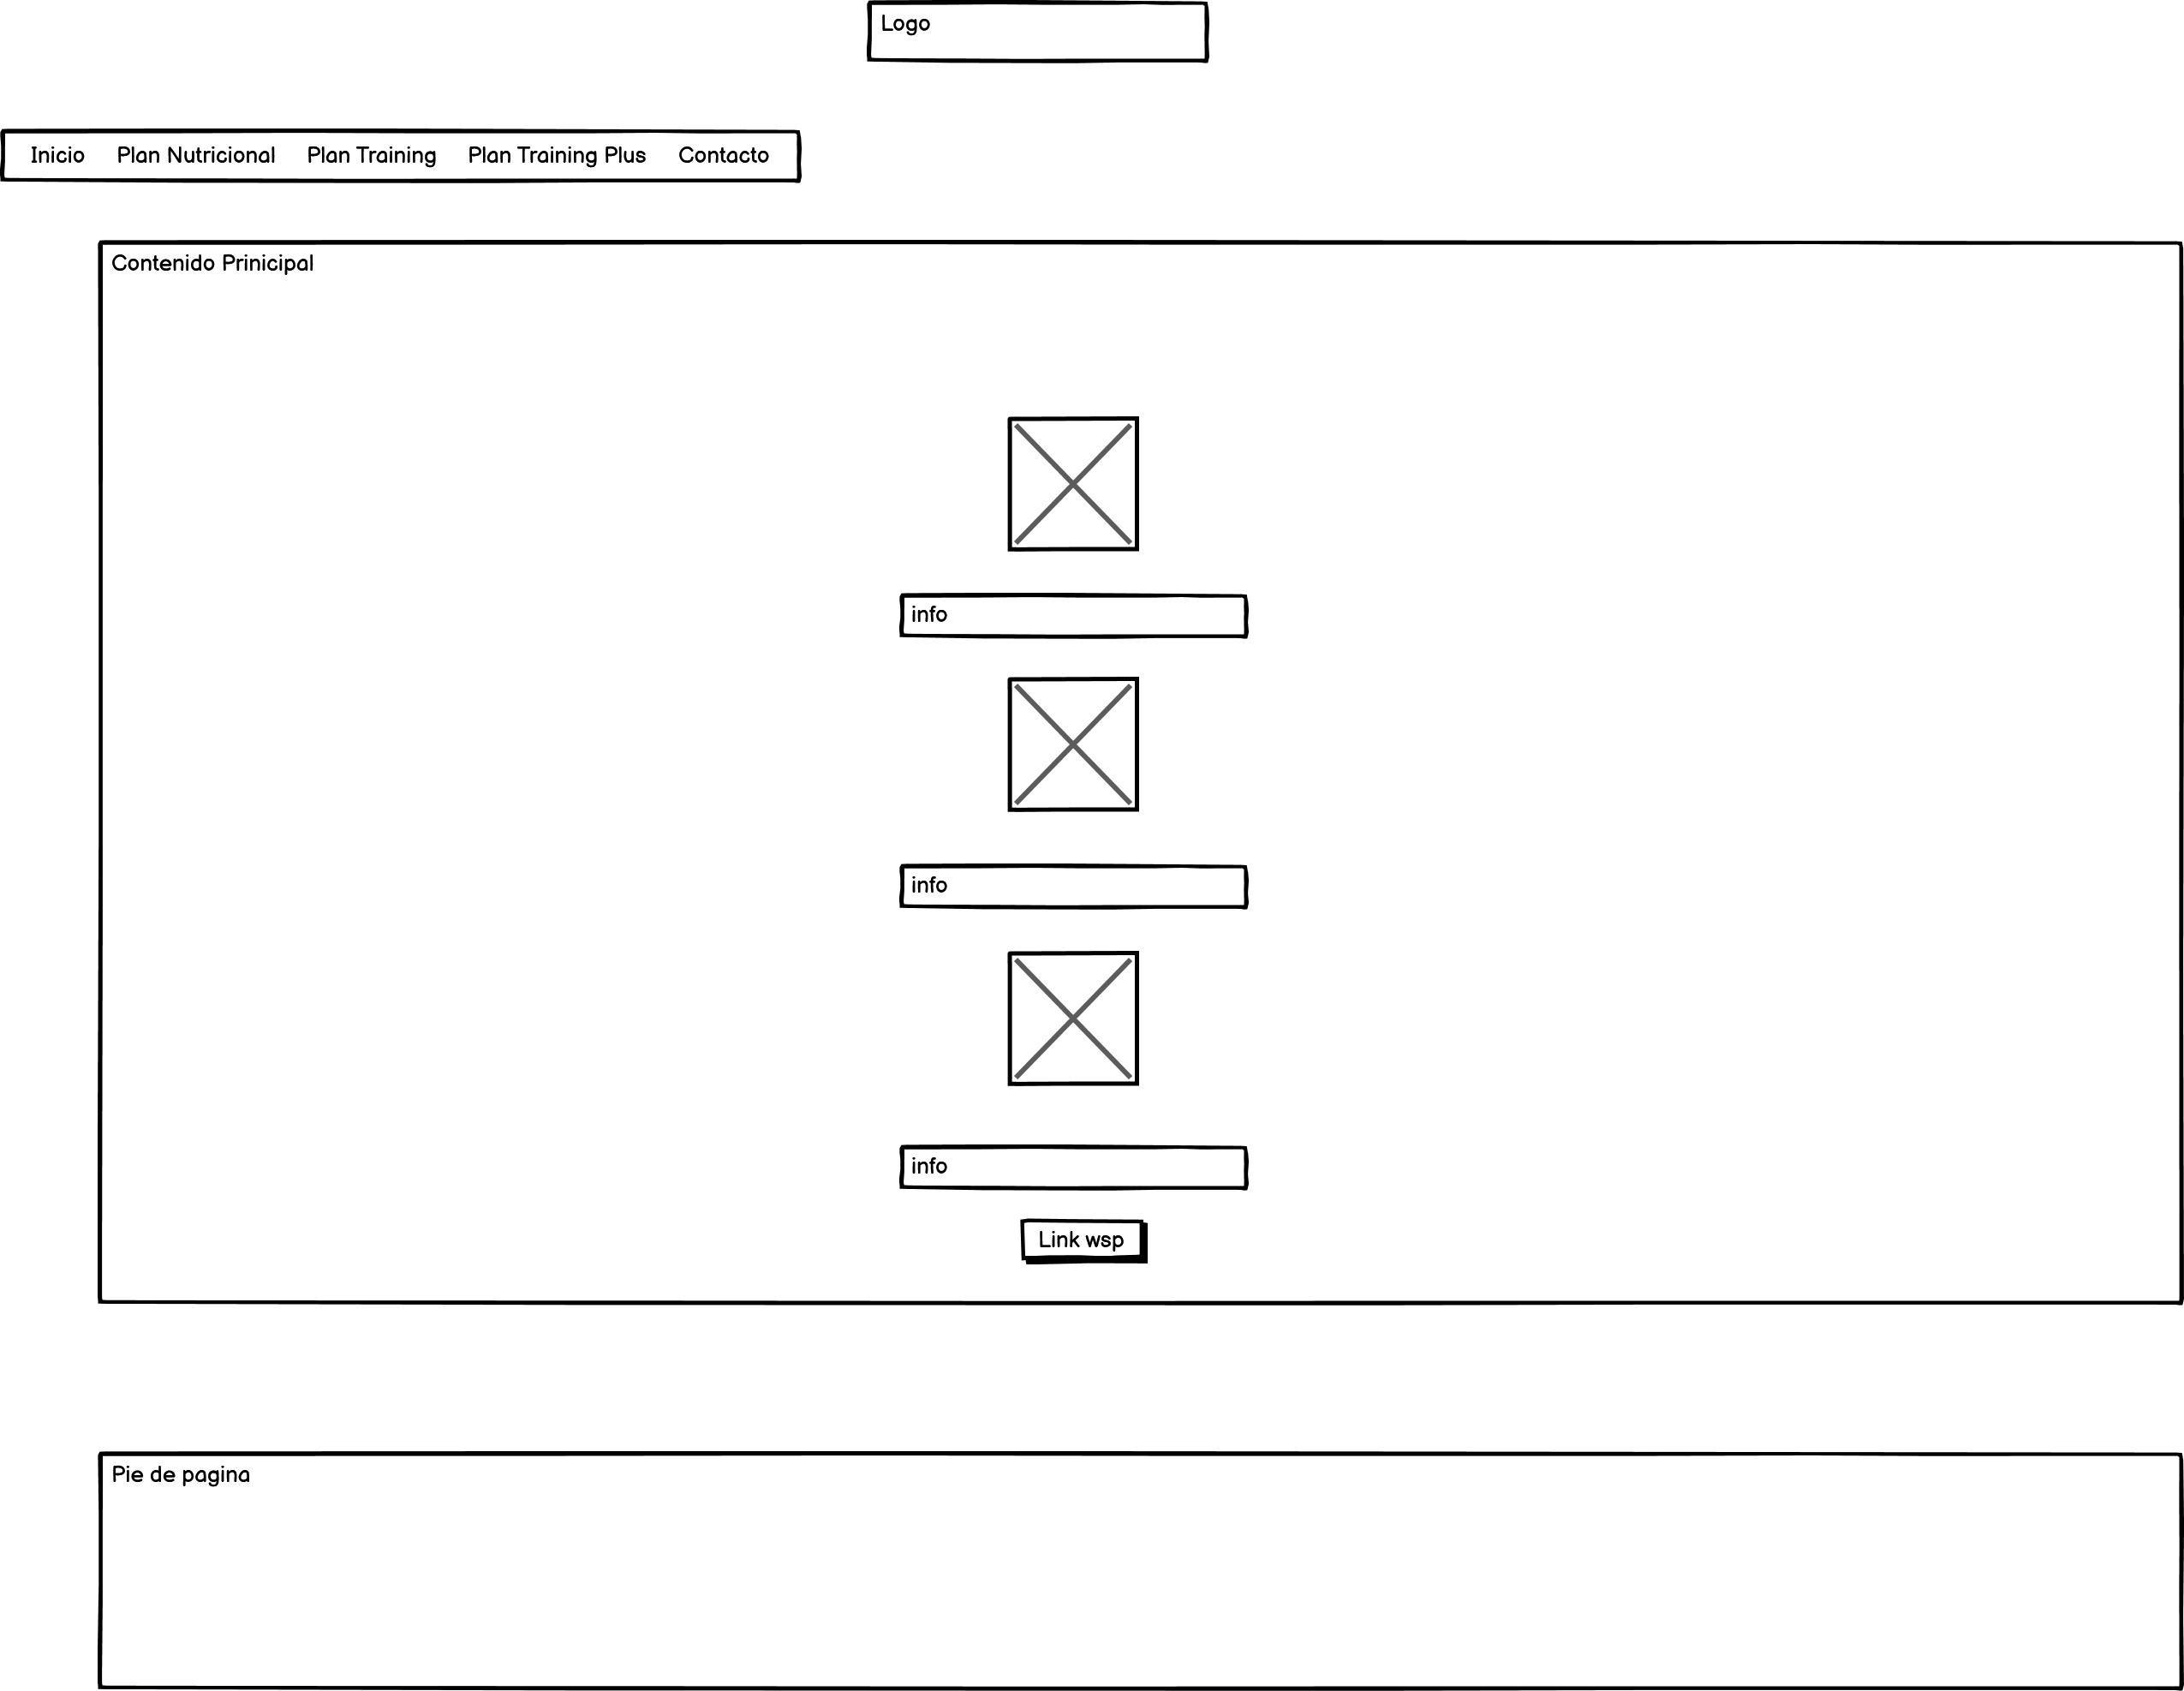 Logo
Inicio Plan Nutricional Plan Training Plan Training Plus Contacto
Contenido Prinicipal
info
info
info
Link wsp
Pie de pagina